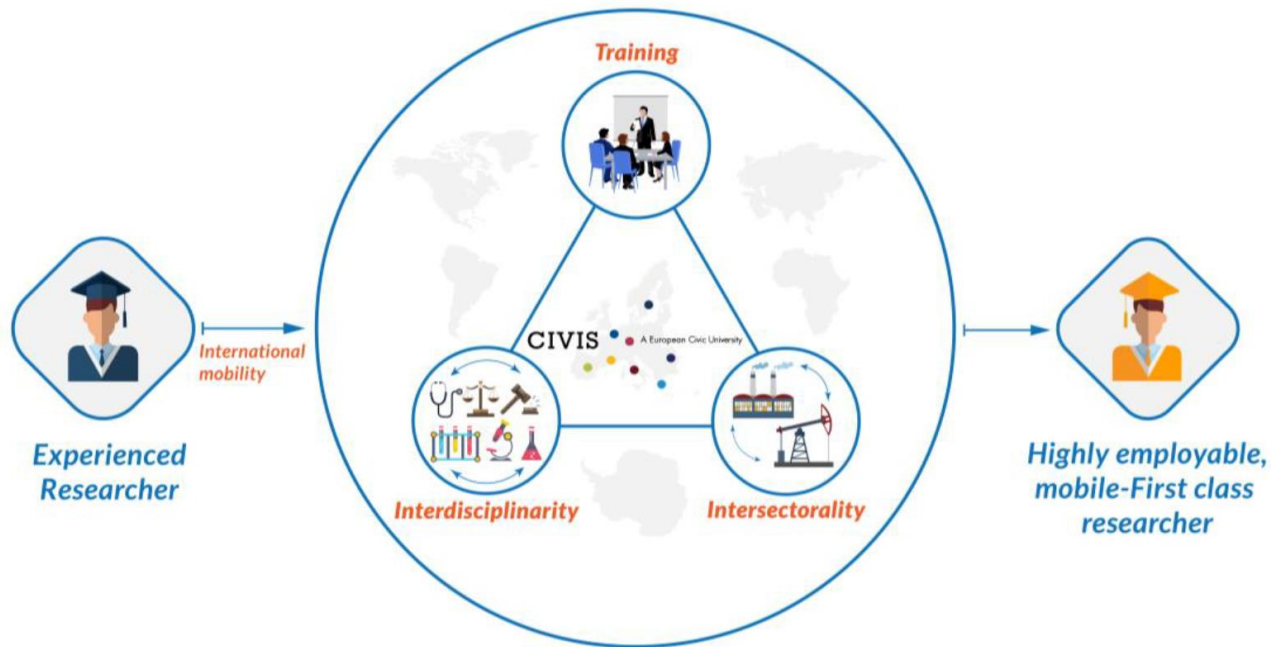 Training
CIVIS
A European Civic University
International
mobility
Experienced
Researcher
Interdisciplinarity
Intersectorality
Highly employable,
mobile-First class
researcher